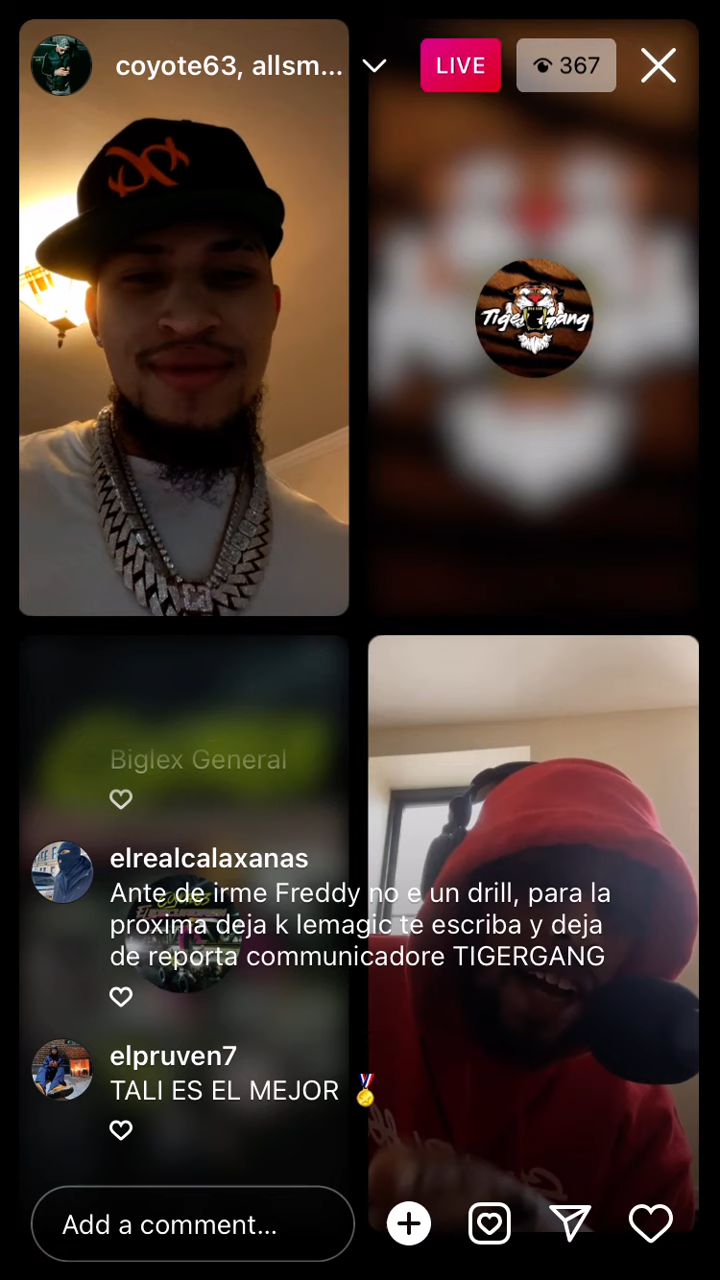 coyote63, allsm...
LIVE
367
Tiger Gang
Biglex General
elrealcalaxanas
Ante de irme Freddy no e un drill, para la
proxima deja k lemagic te escriba y deja
de reporta communicadore TIGERGANG
elpruven7
TALI ES EL MEJOR 🏅
Add a comment...